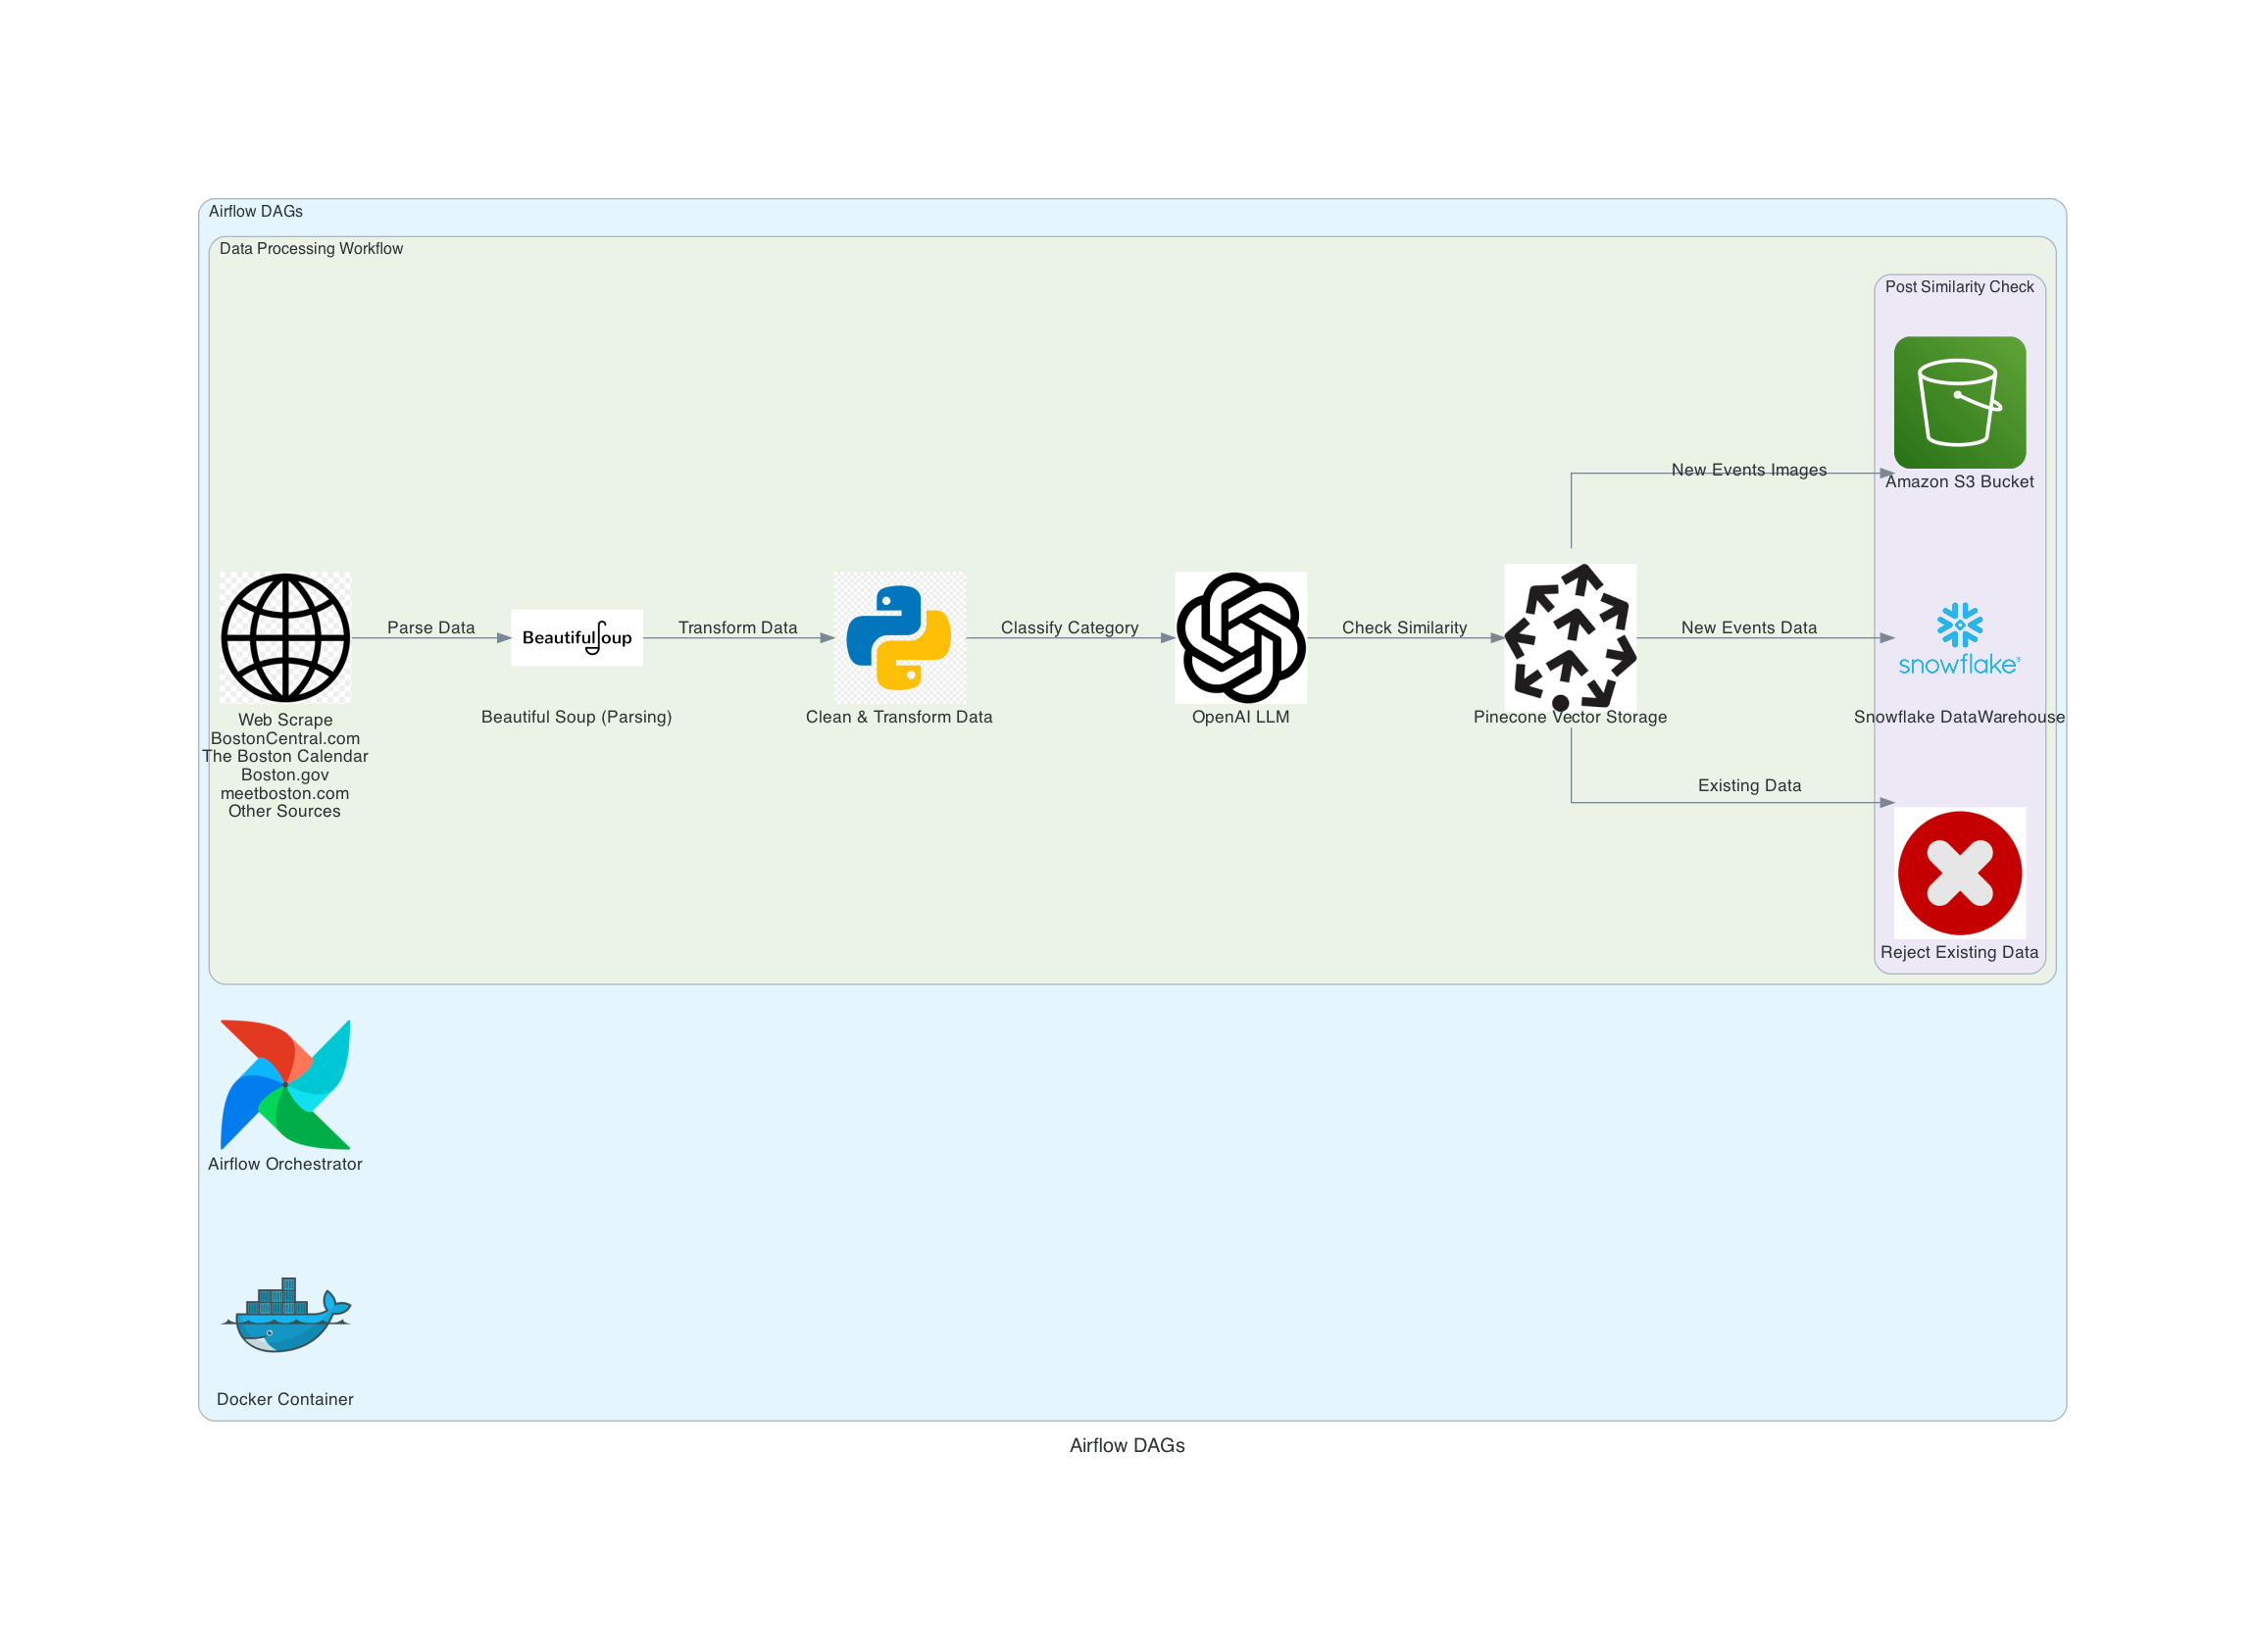 Airflow DAGs
Data Processing Workflow
Post Similarity Check
New Events Images
Amazon S3 Bucket
Parse Data
Transform Data
Classify Category
Check Similarity
New Events Data
BeautifulSoup
snowflake
Web Scrape
BostonCentral.com
The Boston Calendar
Boston.gov
meetboston.com
Other Sources
Beautiful Soup (Parsing)
Clean & Transform Data
OpenAI LLM
Pinecone Vector Storage
Snowflake DataWarehouse
Existing Data
Reject Existing Data
Airflow Orchestrator
Docker Container
Airflow DAGs